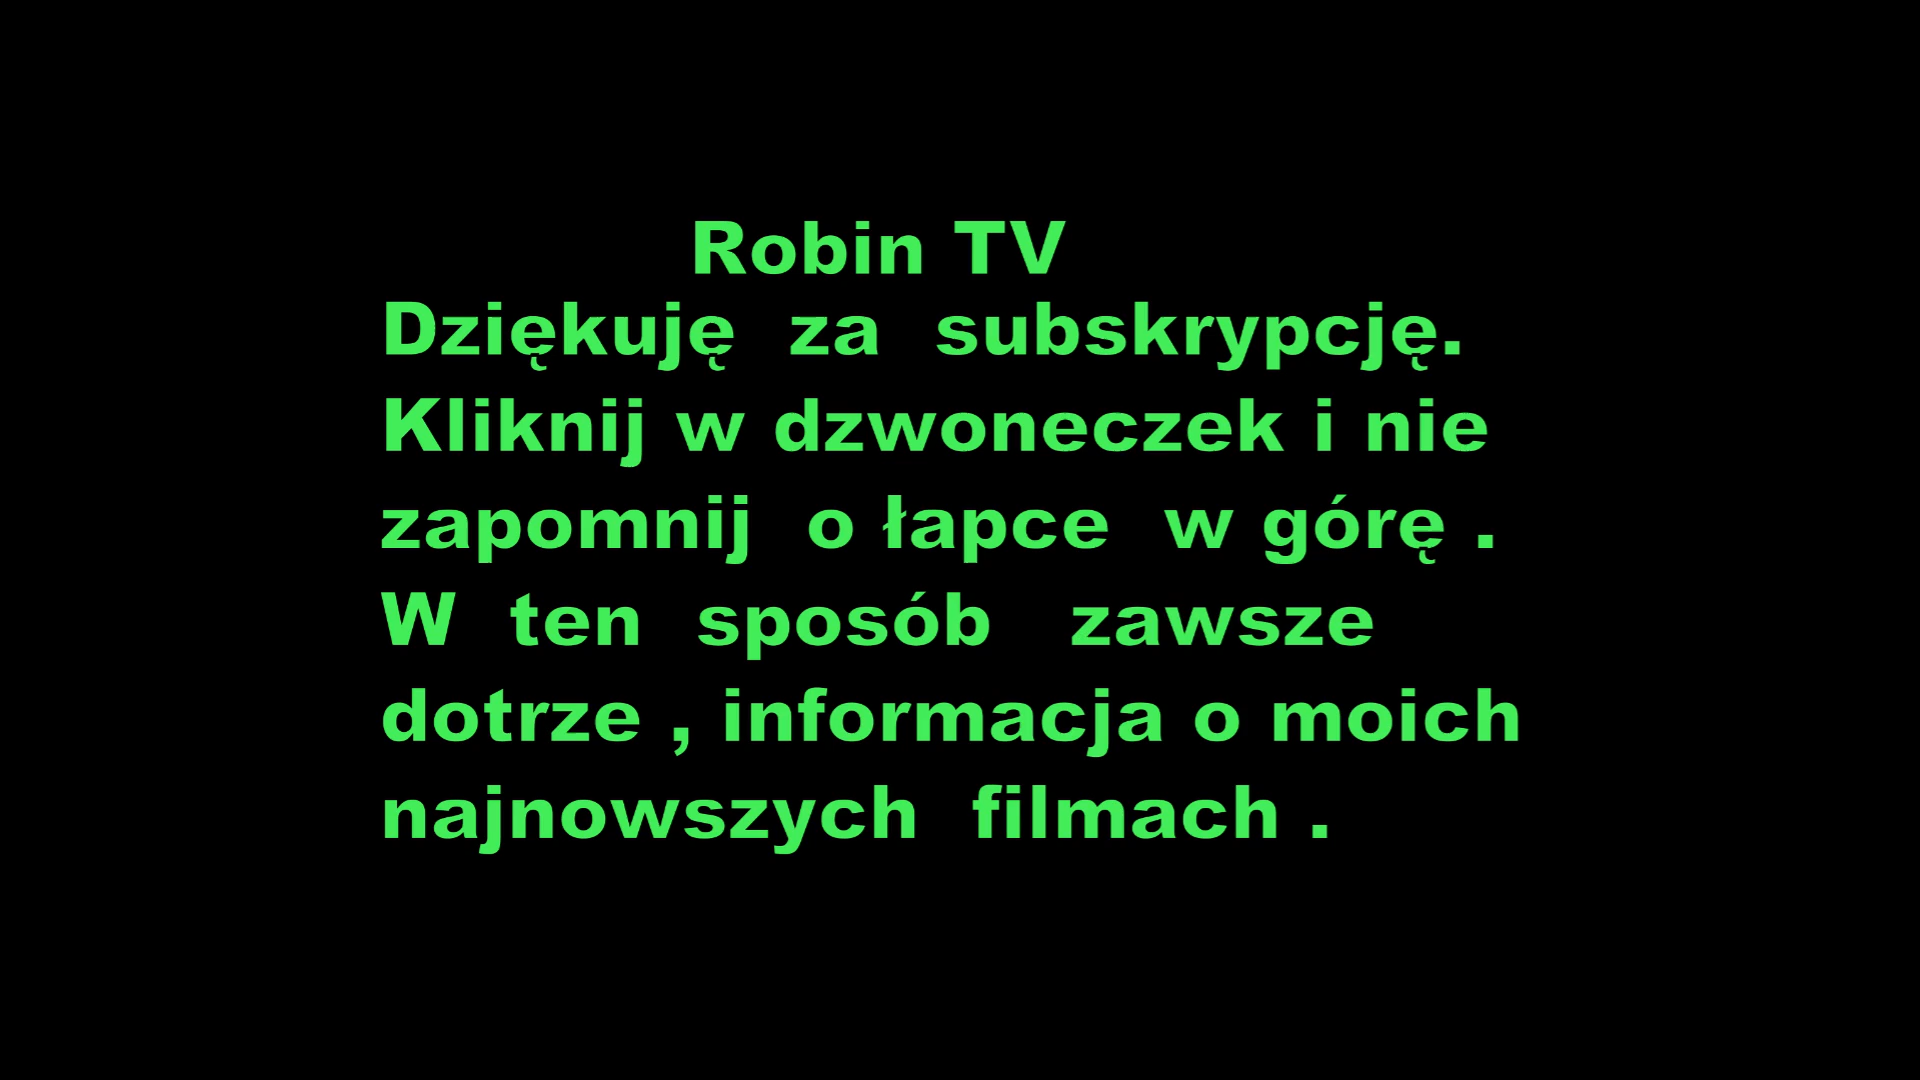 Robin TV
Dziękuję za subskrypcję.
Kliknij w dzwoneczek i nie
zapomnij o łapce w górę .
W ten sposób zawsze
dotrze , informacja o moich
najnowszych filmach .